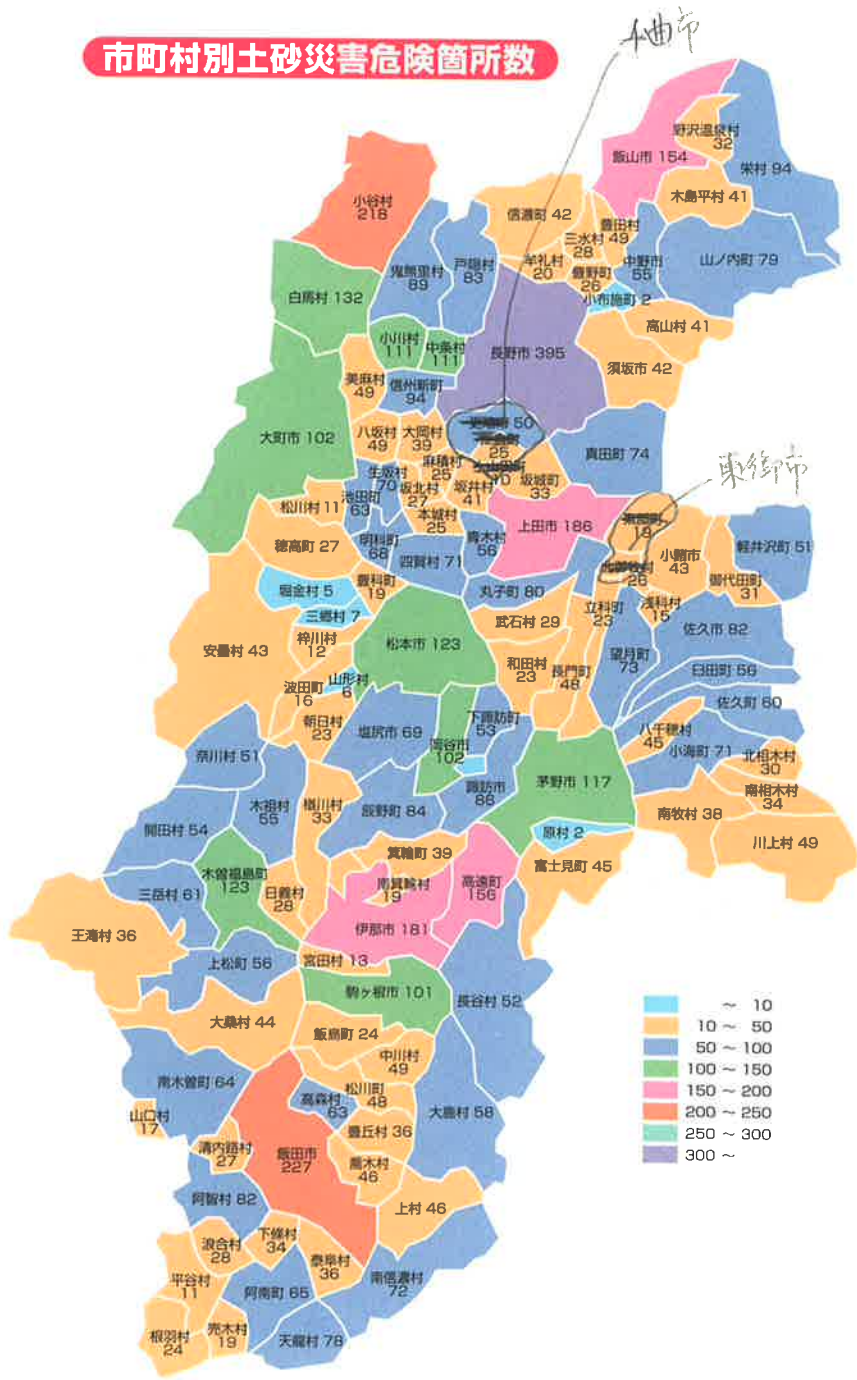 市町村別土砂災害危険箇所数
千曲市
野沢温泉村
32
飯山市 154
栄村 94
小谷村
218
木島平村 41
信濃町 42
豊田村
49
三水村
28
中野市
55
山ノ内町 79
鬼無里村
89
戸隠村
83
牟礼村
20
豊野町
26
小布施町 2
白馬村 132
高山村 41
小川村
111
中条村
111
長野市 395
須坂市 42
美麻村
49
信州新町
94
50
25
10
大町市 102
八坂村
49
大岡村
39
真田町 74
麻積村
25
坂井村
41
坂城町
33
東御市
生坂村
70
坂北村
27
池田町
63
松川村 11
本城村
25
上田市 186
19
26
穂高町 27
明科町
68
四賀村 71
青木村
56
小諸市
43
軽井沢町 51
御代田町
31
堀金村 5
豊科町
19
丸子町 80
立科町
23
浅科村
15
三郷村 7
武石村 29
佐久市 82
安曇村 43
梓川村
12
松本市 123
和田村
23
長門町
48
望月町
73
臼田町 56
波田町
16
山形村
6
佐久町 60
朝日村
23
塩尻市 69
岡谷市
102
下諏訪町
53
八千穂村
45
小海町 71
北相木村
30
奈川村 51
諏訪市
86
茅野市 117
南相木村
34
木祖村
55
楢川村
33
辰野町 84
原村 2
南牧村 38
川上村 49
開田村 54
箕輪町 39
富士見町 45
木曽福島町
123
日義村
28
南箕輪村
19
高遠町
156
三岳村 61
伊那市 181
王滝村 36
上松町 56
宮田村 13
駒ヶ根市 101
長谷村 52
大桑村 44
飯島町 24
中川村
49
南木曽町 64
高森村
63
松川町
48
大鹿村 58
山口村
17
豊丘村 36
清内路村
27
飯田市
227
喬木村
46
阿智村 82
上村 46
浪合村
28
下條村
34
泰阜村
36
南信濃村
72
平谷村
11
阿南町 65
根羽村
24
売木村
19
天龍村 78
～ 10
10 ～ 50
50 ～ 100
100 ～ 150
150 ～ 200
200 ～ 250
250 ～ 300
300 ～